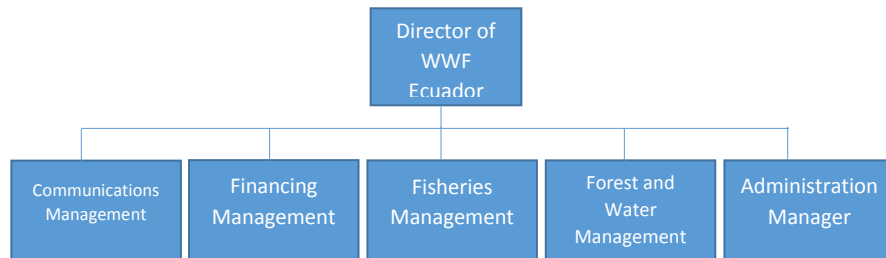 Director of
WWF
Ecuador
Communications
Management
Financing
Management
Fisheries
Management
Forest and
Water
Management
Administration
Manager